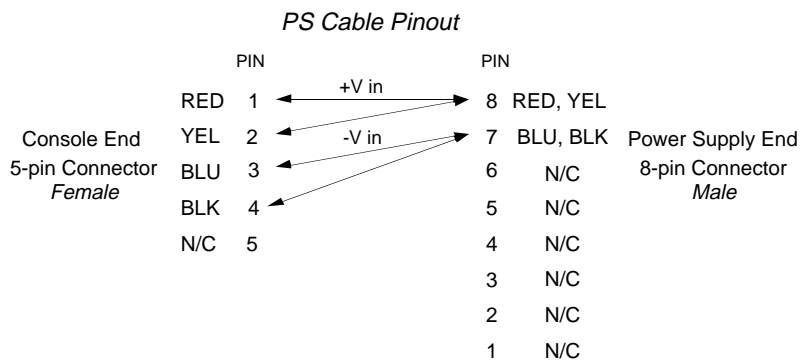 PS Cable Pinout
PIN PIN
+V in
RED 1 8 RED, YEL
Console End YEL 2 -V in 7 BLU, BLK Power Supply End
5-pin Connector BLU 3 6 N/C 8-pin Connector
Female Male
BLK 4 5 N/C
N/C 5 4 N/C
3 N/C
2 N/C
1 N/C